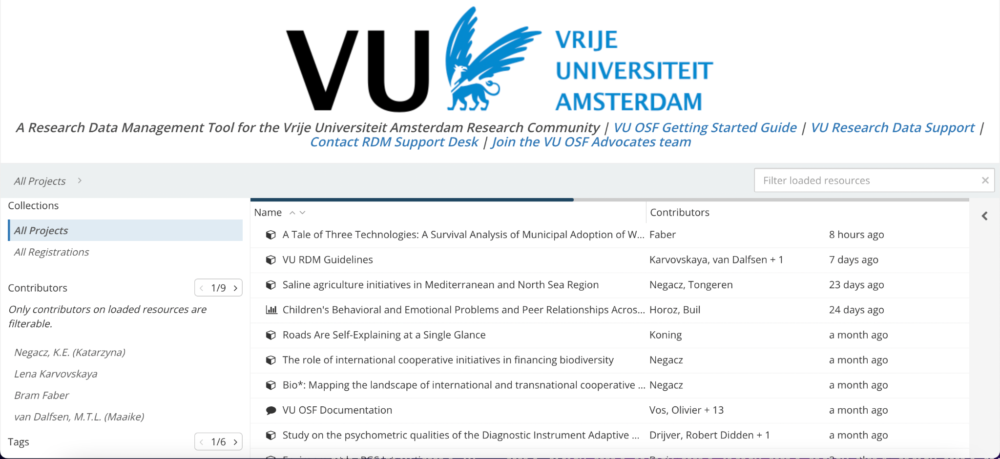 VU
VRIJE
UNIVERSITEIT
AMSTERDAM
A Research Data Management Tool for the Vrije Universiteit Amsterdam Research Community | VU OSF Getting Started Guide | VU Research Data Support |
Contact RDM Support Desk | Join the VU OSF Advocates team
All Projects
Filter loaded resources
Collections
All Projects
All Registrations
Contributors 1/9
Only contributors on loaded resources are
filterable.
Negacz, K.E. (Katarzyna)
Lena Karvovskaya
Bram Faber
van Dalfsen, M.T.L. (Maaike)
Tags 1/6
Name Contributors
A Tale of Three Technologies: A Survival Analysis of Municipal Adoption of W... Faber 8 hours ago
VU RDM Guidelines Karvovskaya, van Dalfsen + 1 7 days ago
Saline agriculture initiatives in Mediterranean and North Sea Region Negacz, Tongeren 23 days ago
Children's Behavioral and Emotional Problems and Peer Relationships Acros... Horoz, Buil 24 days ago
Roads Are Self-Explaining at a Single Glance Koning a month ago
The role of international cooperative initiatives in financing biodiversity Negacz a month ago
Bio*: Mapping the landscape of international and transnational cooperative ... Negacz a month ago
VU OSF Documentation Vos, Olivier + 13 a month ago
Study on the psychometric qualities of the Diagnostic Instrument Adaptive ... Drijver, Robert Didden + 1 a month ago